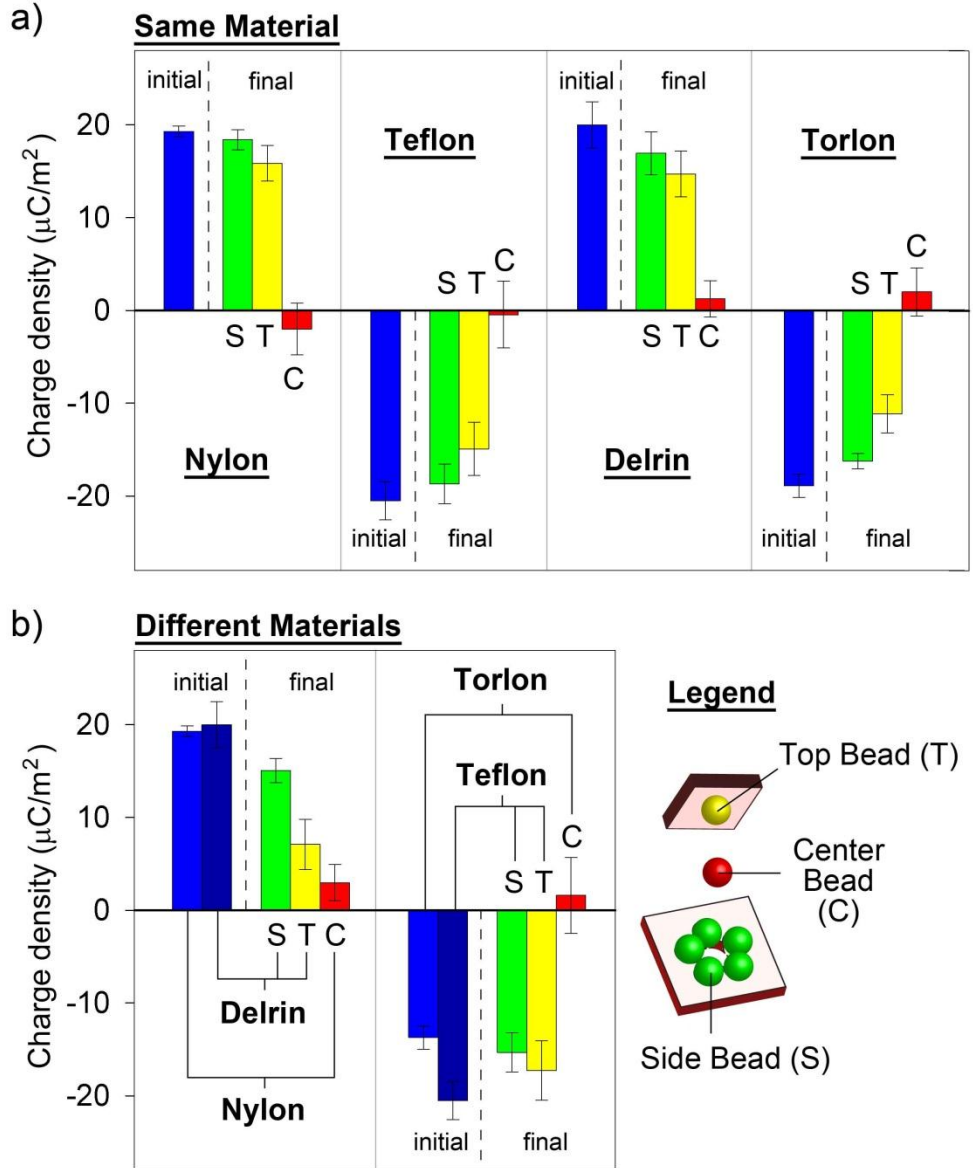 a)
Same Material
initial
final
initial
final
Teflon
Torlon
20
10
0
-10
-20
Charge density (μC/m²)
C
C
S T
S T
S T
C
S T C
Nylon
Delrin
initial
final
initial
final
b)
Different Materials
initial
final
Torlon
Legend
20
10
0
-10
-20
Charge density (μC/m²)
Teflon
Top Bead (T)
C
S T
Center
Bead
(C)
S T C
Delrin
Side Bead (S)
Nylon
initial
final